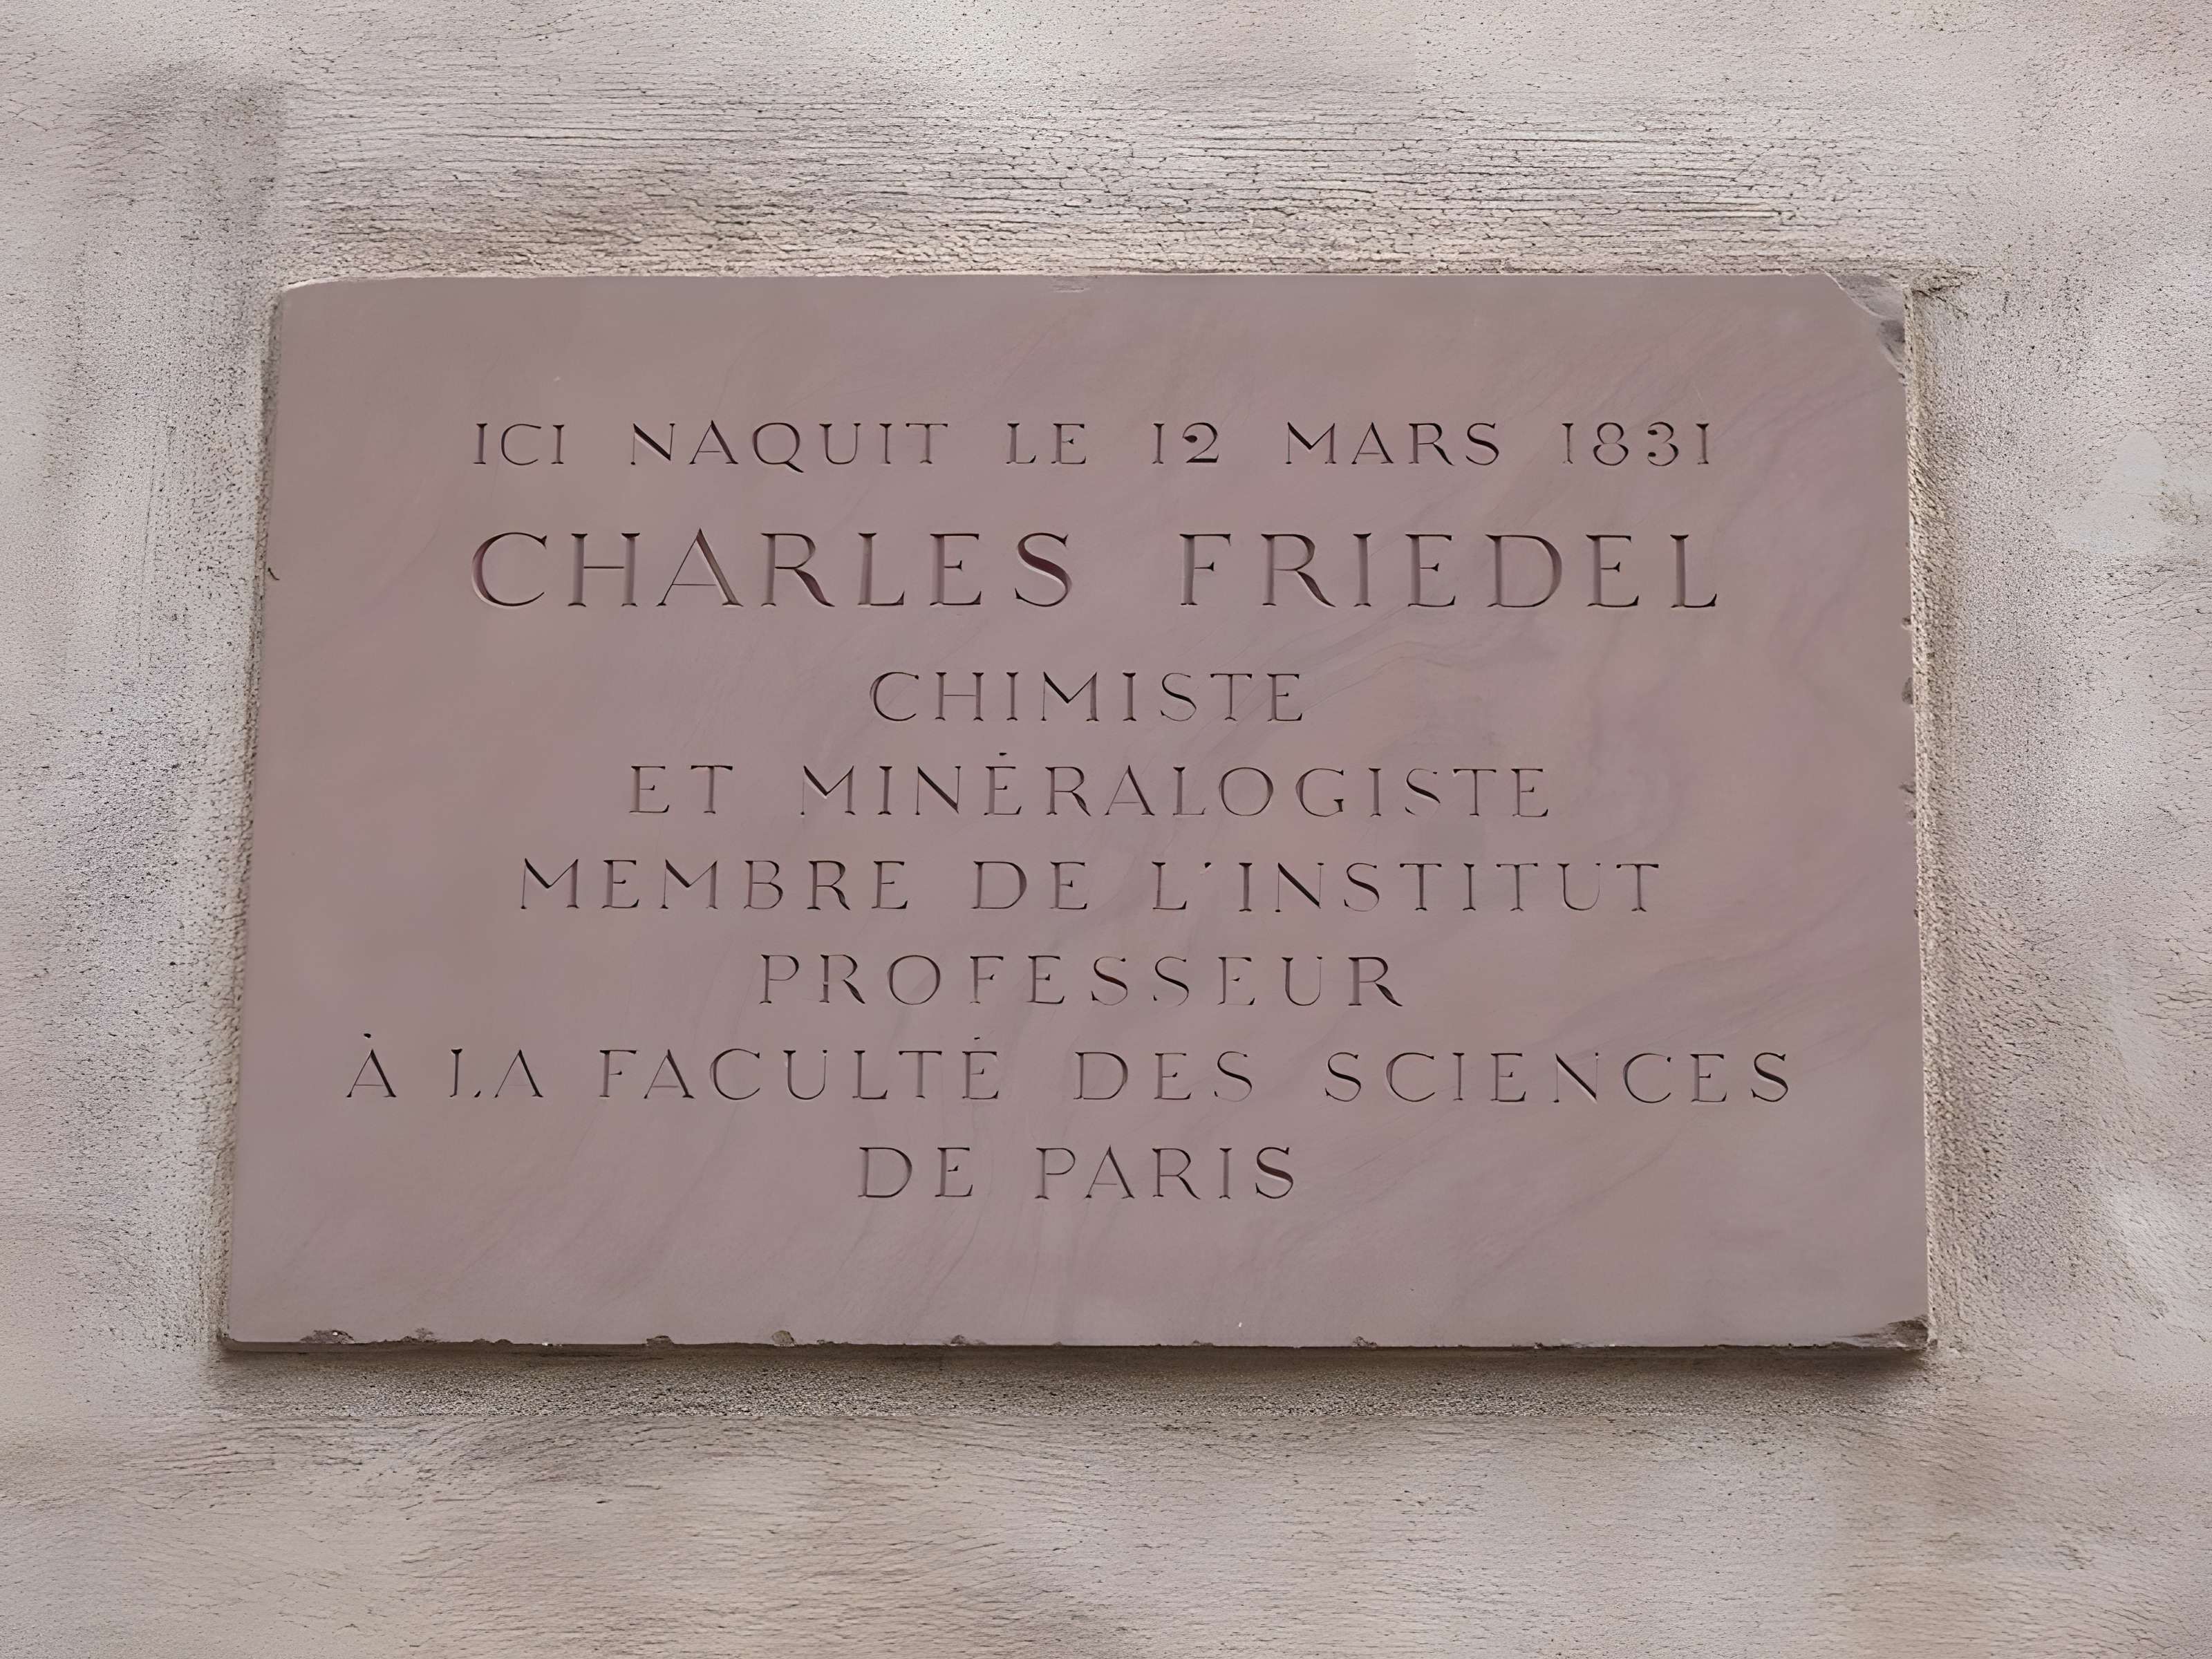 ICI NAQUIT LE 12 MARS 1831
CHARLES FRIEDEL
CHIMISTE
ET MINÉRALOGISTE
MEMBRE DE L'INSTITUT
PROFESSEUR
À LA FACULTÉ DES SCIENCES
DE PARIS